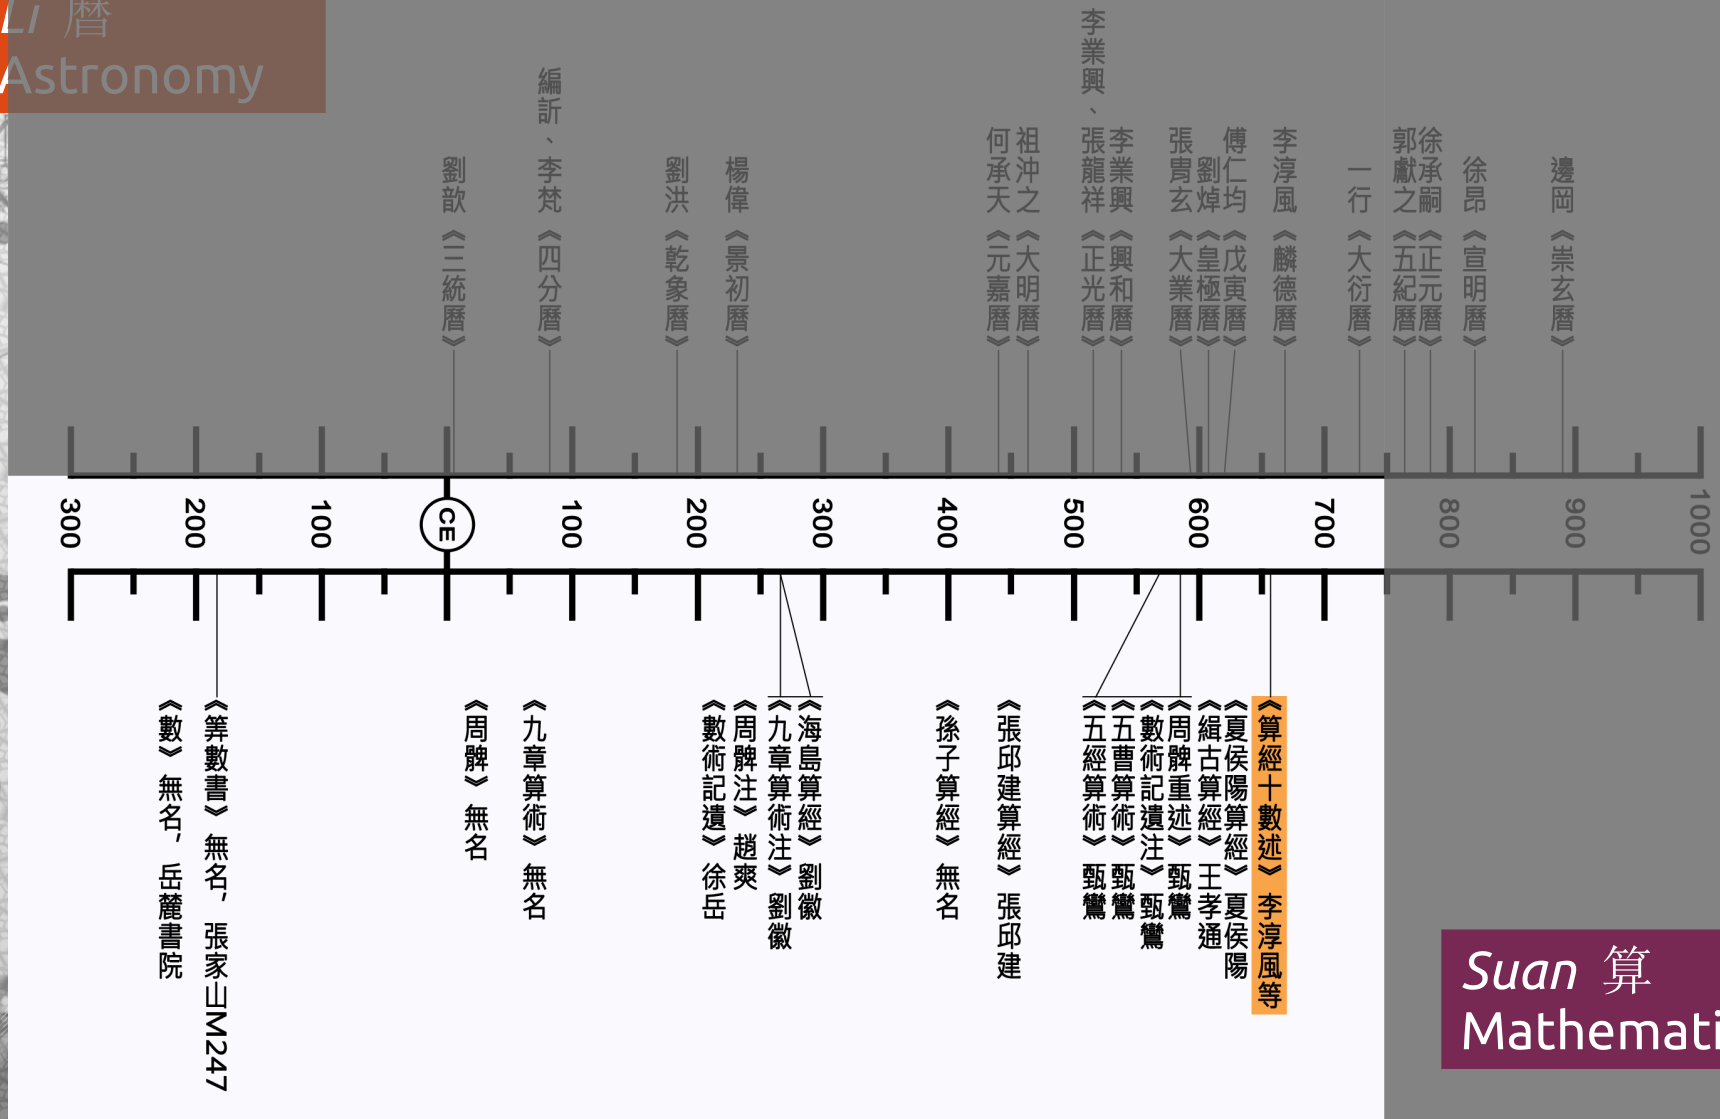 Li 曆
Astronomy
劉歆《三統曆》
編訢、李梵《四分曆》
劉洪《乾象曆》
楊偉《景初曆》
何承天《元嘉曆》
祖沖之《大明曆》
李業興、張龍祥《正光曆》
李業興《興和曆》
張胄玄《大業曆》
劉焯《皇極曆》
傅仁均《戊寅曆》
李淳風《麟德曆》
一行《大衍曆》
郭獻之《五紀曆》
徐承嗣《正元曆》
徐昂《宣明曆》
邊岡《崇玄曆》
300
200
100
CE
100
200
300
400
500
600
700
800
900
1000
《數》無名，岳麓書院
《筭數書》無名，張家山M247
《周髀》無名
《九章算術》無名
《數術記遺》徐岳
《周髀注》趙爽
《九章算術注》劉徽
《海島算經》劉徽
《孫子算經》無名
《張邱建算經》張邱建
《五經算術》甄鸞
《五曹算術》甄鸞
《數術記遺注》甄鸞
《周髀重述》甄鸞
《緝古算經》王孝通
《夏侯陽算經》夏侯陽
《算經十數述》李淳風等
Suan 算
Mathemati